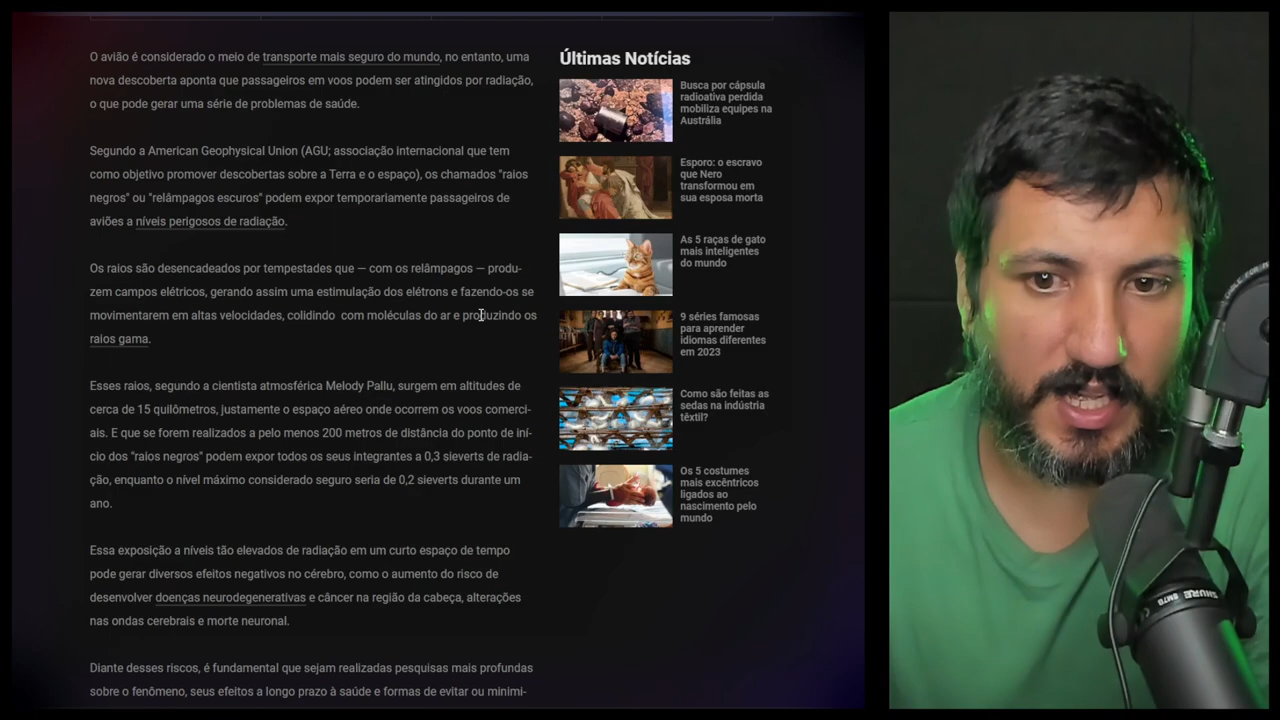 O avião é considerado o meio de transporte mais seguro do mundo, no entanto, uma
nova descoberta aponta que passageiros em voos podem ser atingidos por radiação,
o que pode gerar uma série de problemas de saúde.
Segundo a American Geophysical Union (AGU; associação internacional que tem
como objetivo promover descobertas sobre a Terra e o espaço), os chamados "raios
negros" ou "relâmpagos escuros" podem expor temporariamente passageiros de
aviões a níveis perigosos de radiação.
Os raios são desencadeados por tempestades que — com os relâmpagos — produ-
zem campos elétricos, gerando assim uma estimulação dos elétrons e fazendo-os se
movimentarem em altas velocidades, colidindo  com moléculas do ar e produzindo os
raios gama.
Esses raios, segundo a cientista atmosférica Melody Pallu, surgem em altitudes de
cerca de 15 quilômetros, justamente o espaço aéreo onde ocorrem os voos comerci-
ais. E que se forem realizados a pelo menos 200 metros de distância do ponto de iní-
cio dos "raios negros" podem expor todos os seus integrantes a 0,3 sieverts de radia-
ção, enquanto o nível máximo considerado seguro seria de 0,2 sieverts durante um
ano.
Essa exposição a níveis tão elevados de radiação em um curto espaço de tempo
pode gerar diversos efeitos negativos no cérebro, como o aumento do risco de
desenvolver doenças neurodegenerativas e câncer na região da cabeça, alterações
nas ondas cerebrais e morte neuronal.
Diante desses riscos, é fundamental que sejam realizadas pesquisas mais profundas
sobre o fenômeno, seus efeitos a longo prazo à saúde e formas de evitar ou minimi-
Últimas Notícias
Busca por cápsula
radioativa perdida
mobiliza equipes na
Austrália
Esporo: o escravo
que Nero
transformou em
sua esposa morta
As 5 raças de gato
mais inteligentes
do mundo
9 séries famosas
para aprender
idiomas diferentes
em 2023
Como são feitas as
sedas na indústria
têxtil?
Os 5 costumes
mais excêntricos
ligados ao
nascimento pelo
mundo
SHURE SM7B